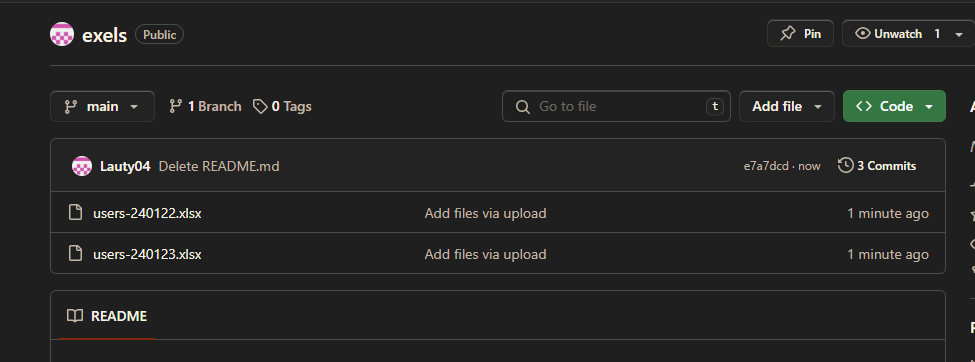 exels Public Pin Unwatch 1
main 1 Branch 0 Tags Go to file t Add file Code
Lauty04 Delete README.md e7a7dcd · now 3 Commits
users-240122.xlsx Add files via upload 1 minute ago
users-240123.xlsx Add files via upload 1 minute ago
README